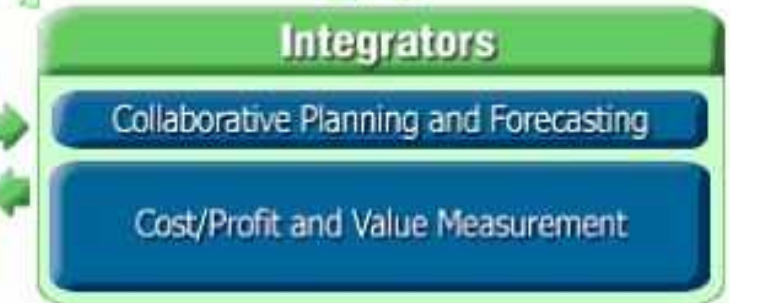 Integrators
Collaborative Planning and Forecasting
Cost/Profit and Value Measurement